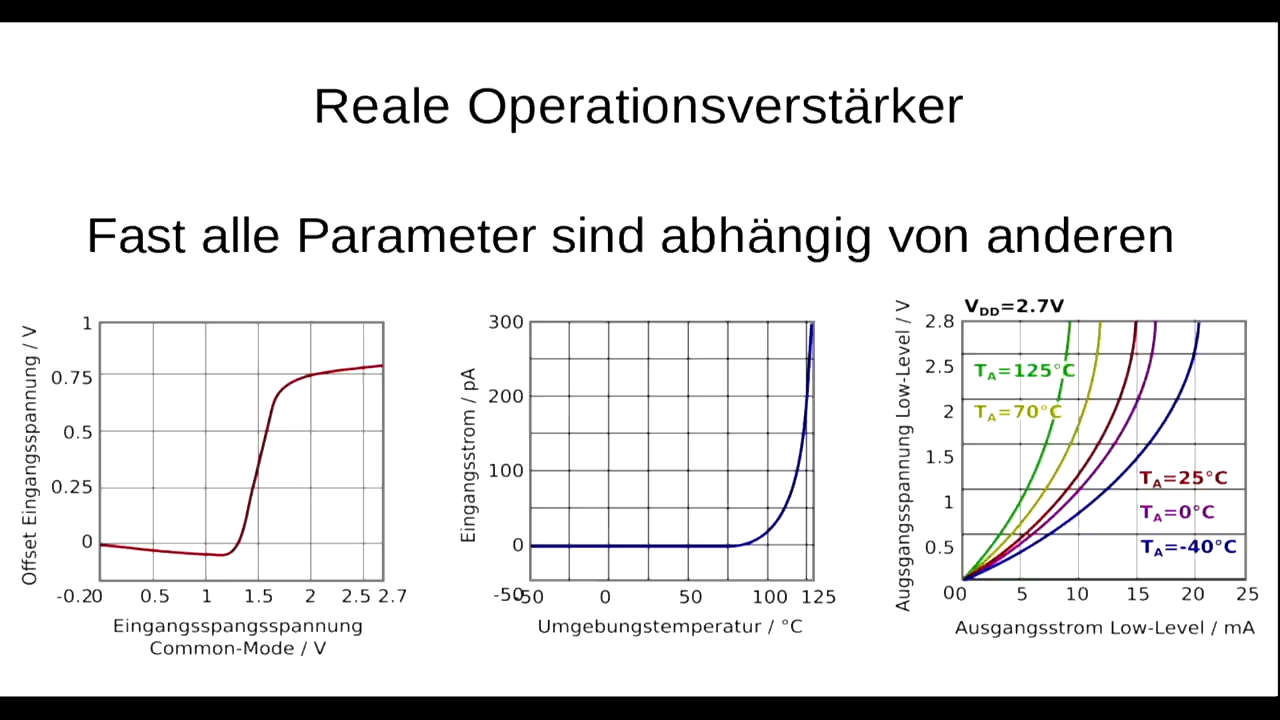 Reale Operationsverstärker
Fast alle Parameter sind abhängig von anderen
Offset Eingangsspannung / V
1
0.75
0.5
0.25
0
-0.2
0 0.5 1 1.5 2 2.5 2.7
Eingangsspangsspannung
Common-Mode / V
Eingangsstrom / pA
300
200
100
0
-50
-50 0 50 100 125
Umgebungstemperatur / °C
Augsgangsspannung Low-Level / V
VDD=2.7V
2.8
2.5
2
1.5
1
0.5
0
TA=125°C
TA=70°C
TA=25°C
TA=0°C
TA=-40°C
0 5 10 15 20 25
Ausgangsstrom Low-Level / mA